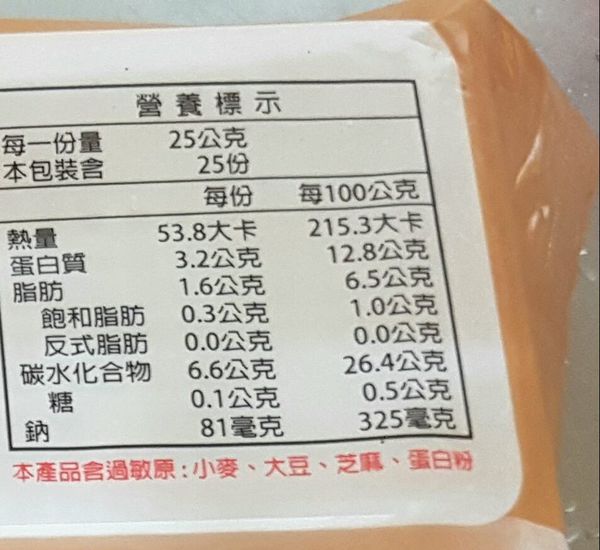 營養標示
每一份量 25公克
本包裝含 25份
每份 每100公克
熱量 53.8大卡 215.3大卡
蛋白質 3.2公克 12.8公克
脂肪 1.6公克 6.5公克
飽和脂肪 0.3公克 1.0公克
反式脂肪 0.0公克 0.0公克
碳水化合物 6.6公克 26.4公克
糖 0.1公克 0.5公克
鈉 81毫克 325毫克
本產品含過敏原:小麥、大豆、芝麻、蛋白粉